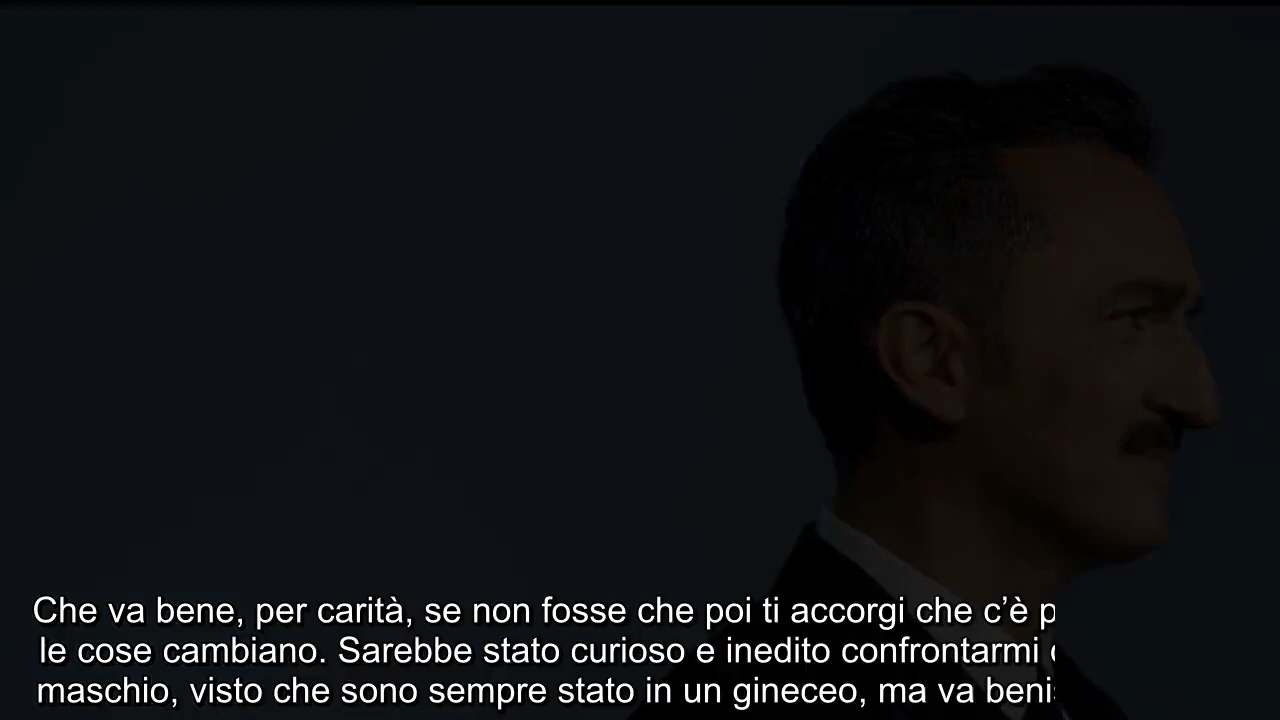 Che va bene, per carità, se non fosse che poi ti accorgi che c’è
le cose cambiano. Sarebbe stato curioso e inedito confrontarmi
maschio, visto che sono sempre stato in un gineceo, ma va